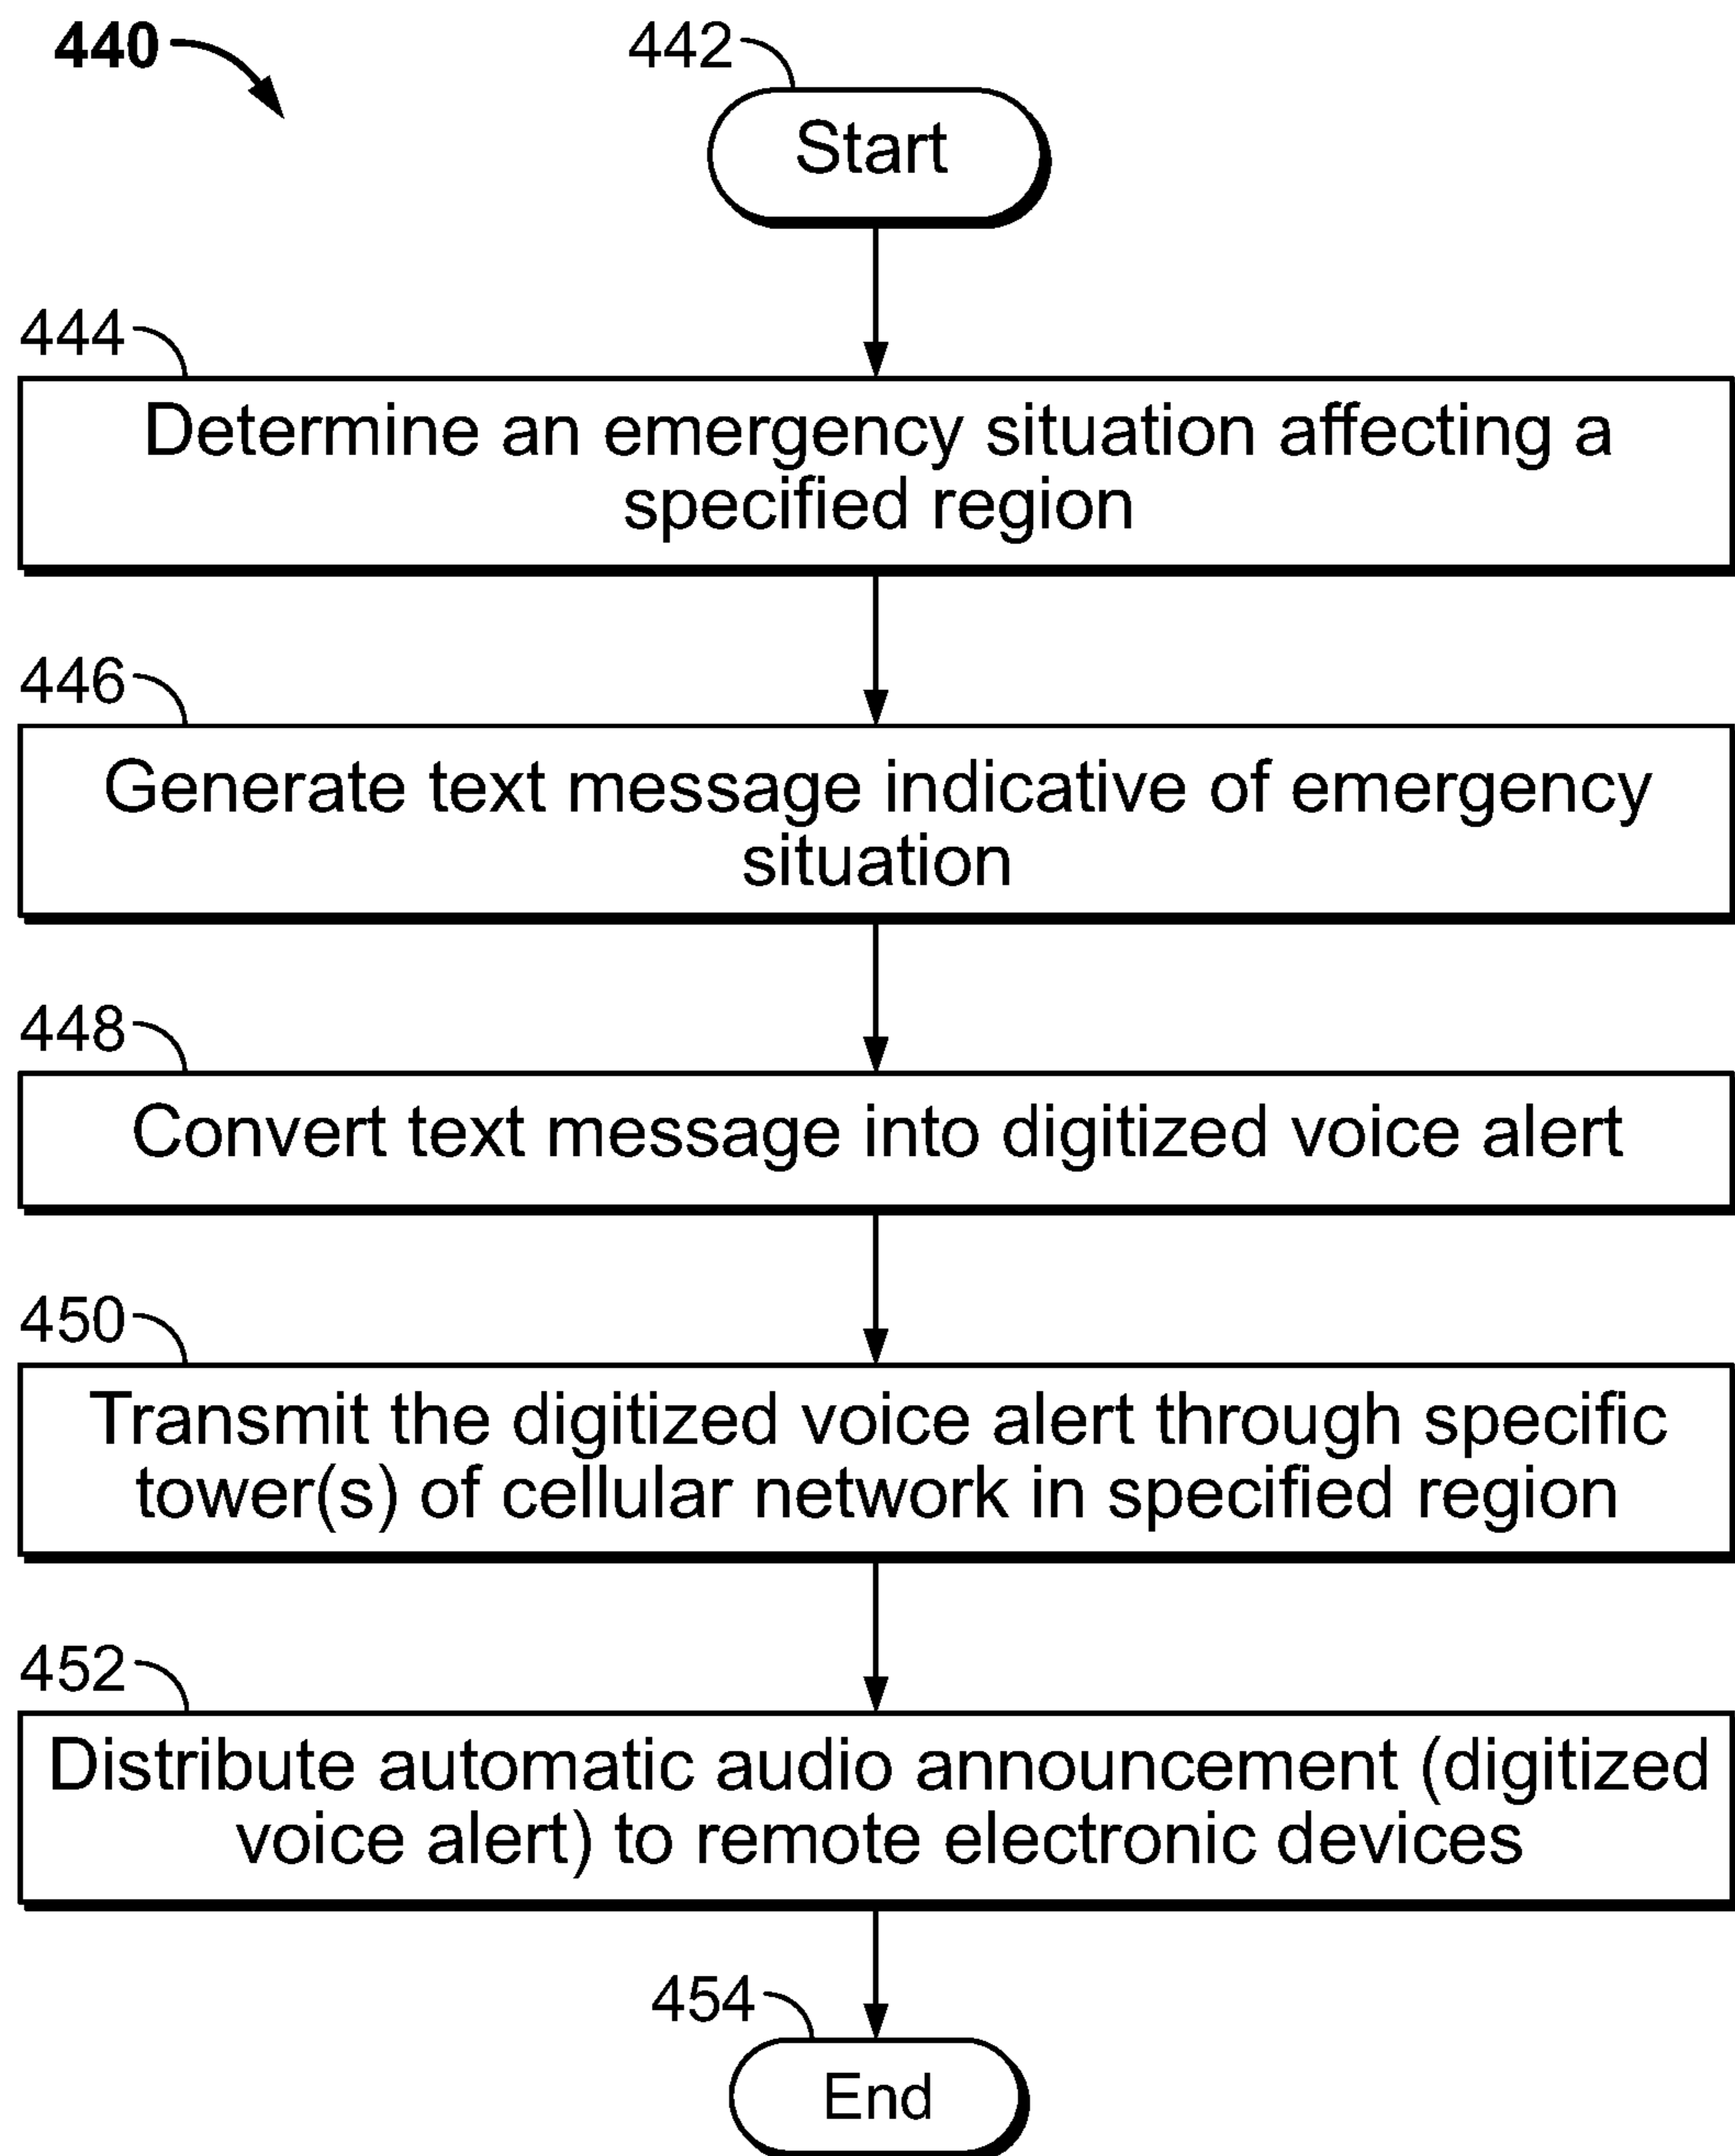 440
442
Start
444
Determine an emergency situation affecting a
specified region
446
Generate text message indicative of emergency
situation
448
Convert text message into digitized voice alert
450
Transmit the digitized voice alert through specific
tower(s) of cellular network in specified region
452
Distribute automatic audio announcement (digitized
voice alert) to remote electronic devices
454
End